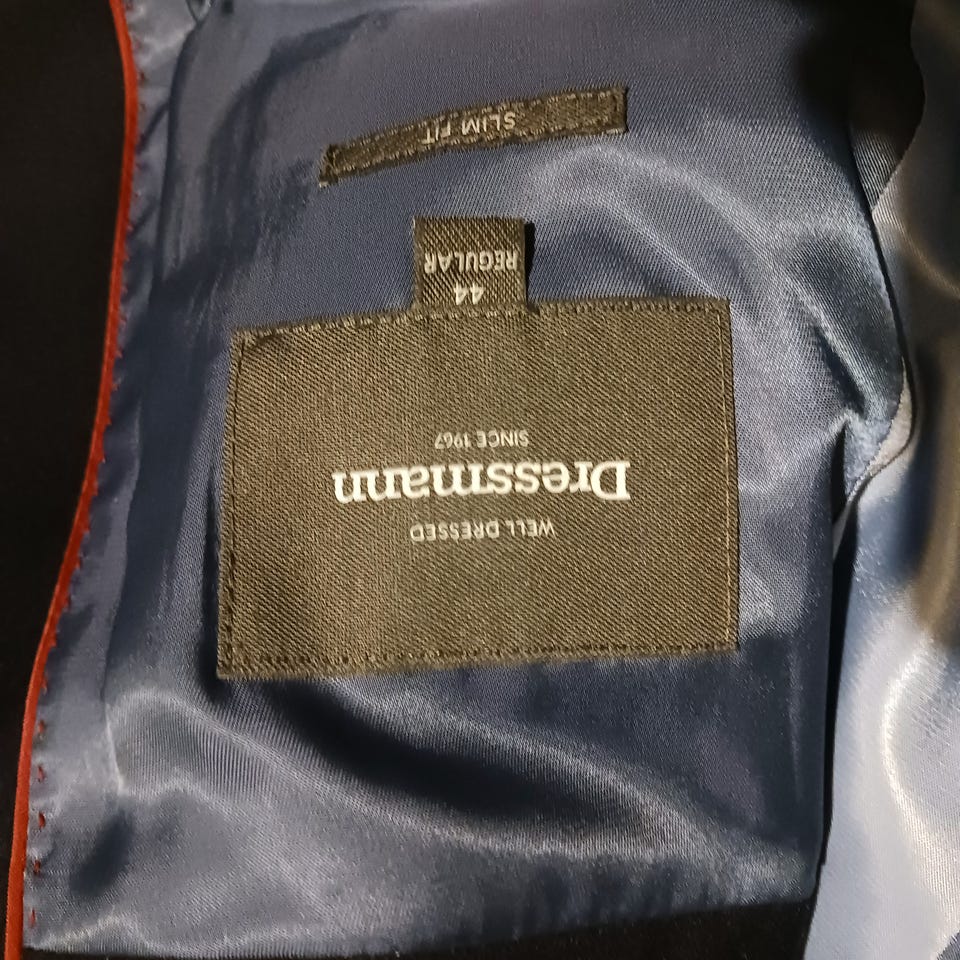 WELL DRESSED
Dressmann
SINCE 1967
44
REGULAR
SLIM FIT